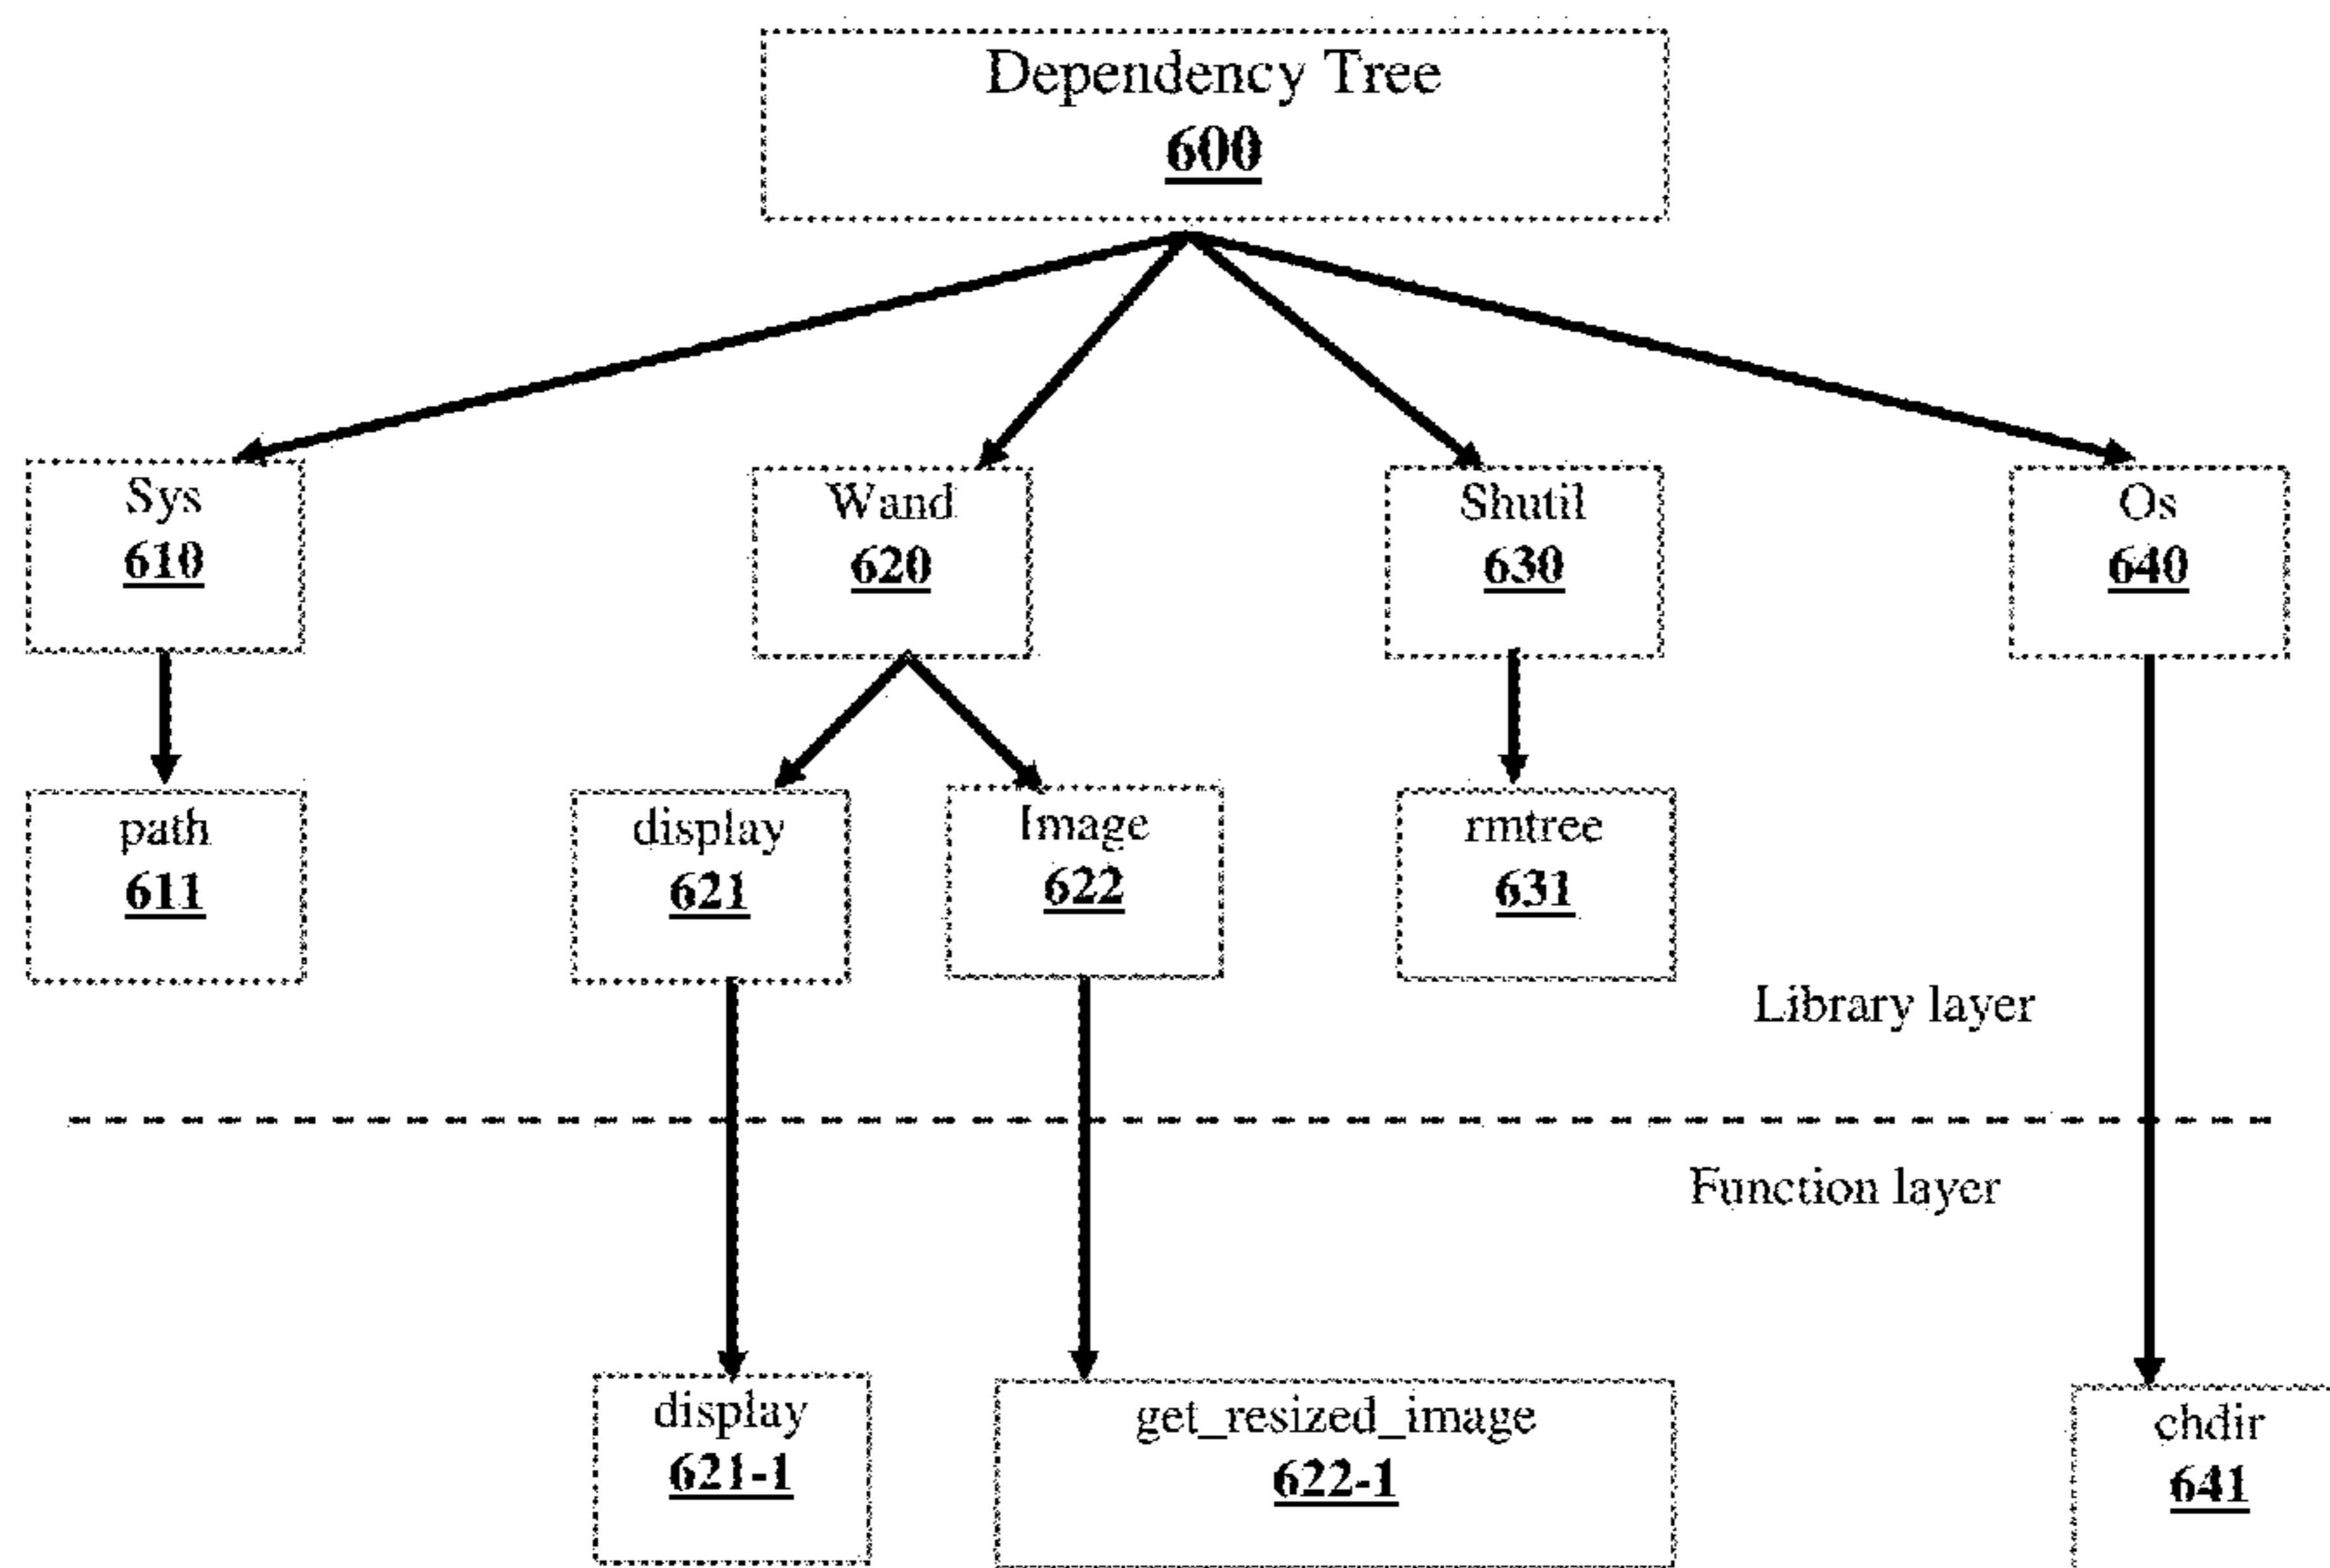 Dependency Tree
600
Sys
610
Wand
620
Shutil
630
Os
640
path
611
display
621
Image
622
rmtree
631
Library layer
Function layer
display
621-1
get_resized_image
622-1
chdir
641